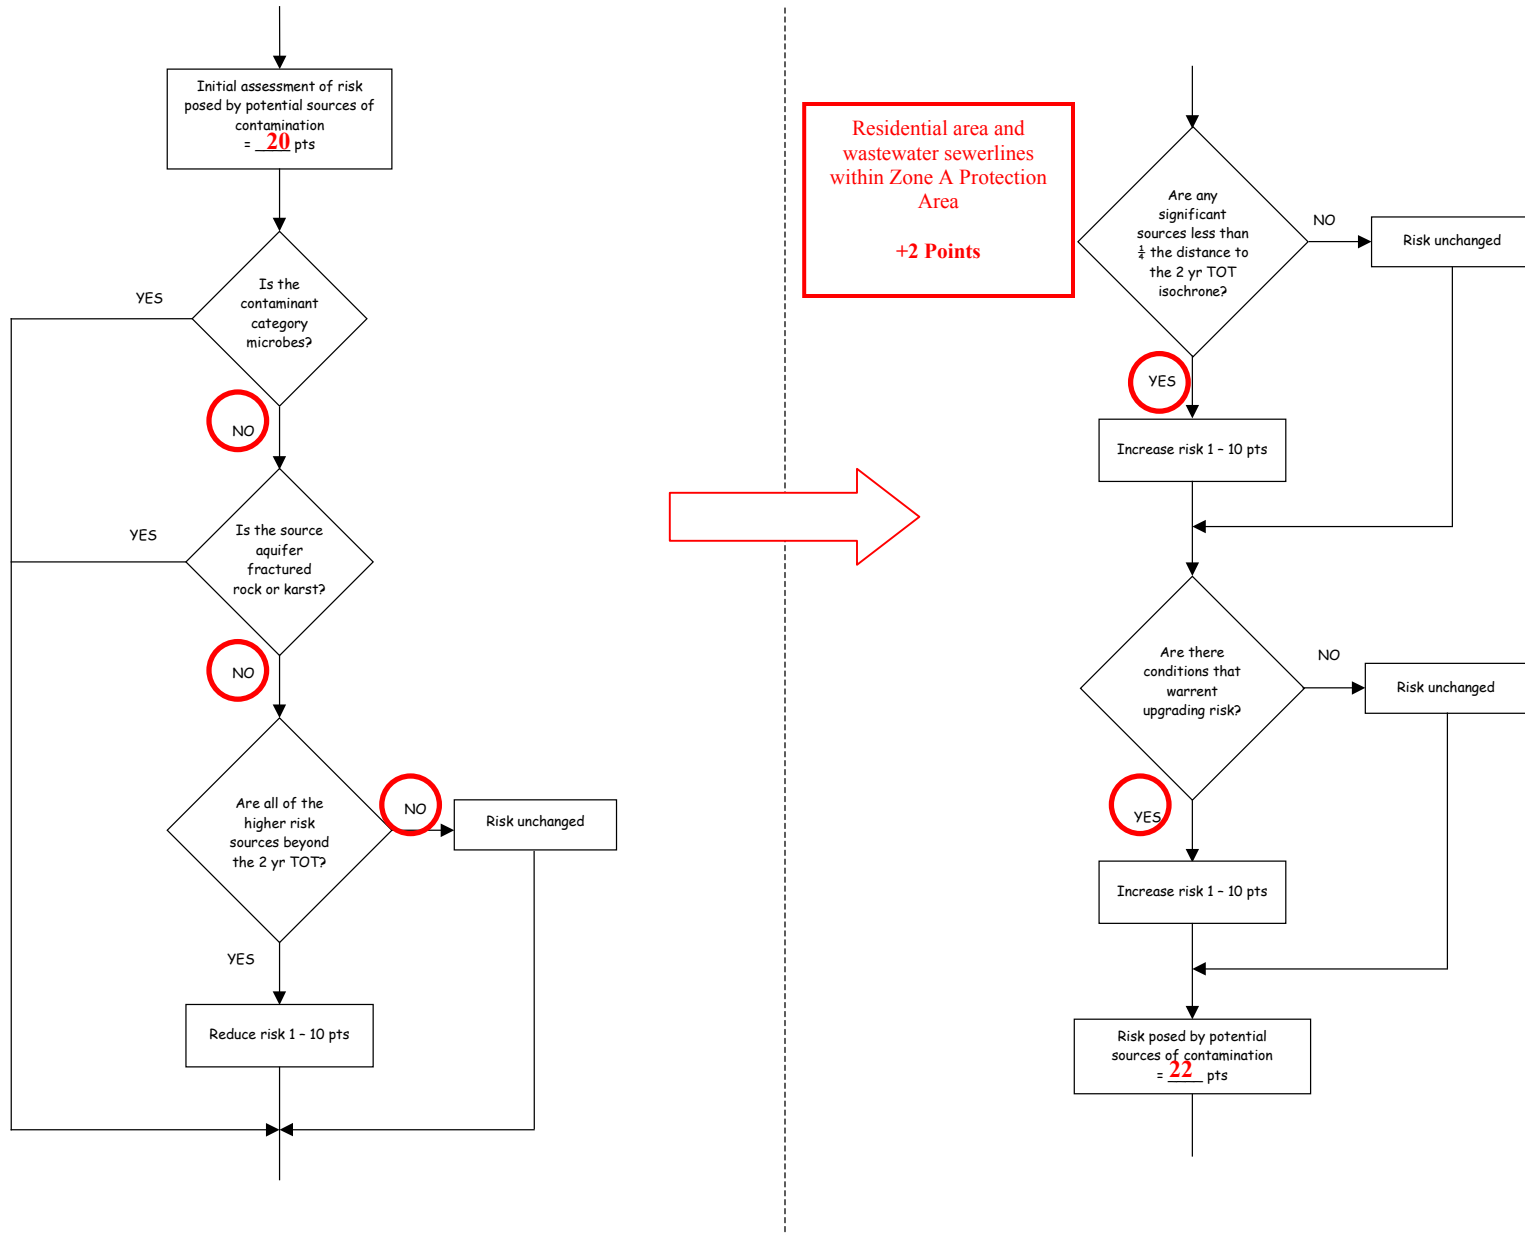 Initial assessment of risk
posed by potential sources of
contamination
= 20 pts
Is the
contaminant
category
microbes?
YES
NO
Is the source
aquifer
fractured
rock or karst?
YES
NO
Are all of the
higher risk
sources beyond
the 2 yr TOT?
NO
Risk unchanged
YES
Reduce risk 1 – 10 pts
Residential area and
wastewater sewerlines
within Zone A Protection
Area
+2 Points
Are any
significant
sources less than
¼ the distance to
the 2 yr TOT
isochrone?
NO
Risk unchanged
YES
Increase risk 1 – 10 pts
Are there
conditions that
warrent
upgrading risk?
NO
Risk unchanged
YES
Increase risk 1 – 10 pts
Risk posed by potential
sources of contamination
= 22 pts